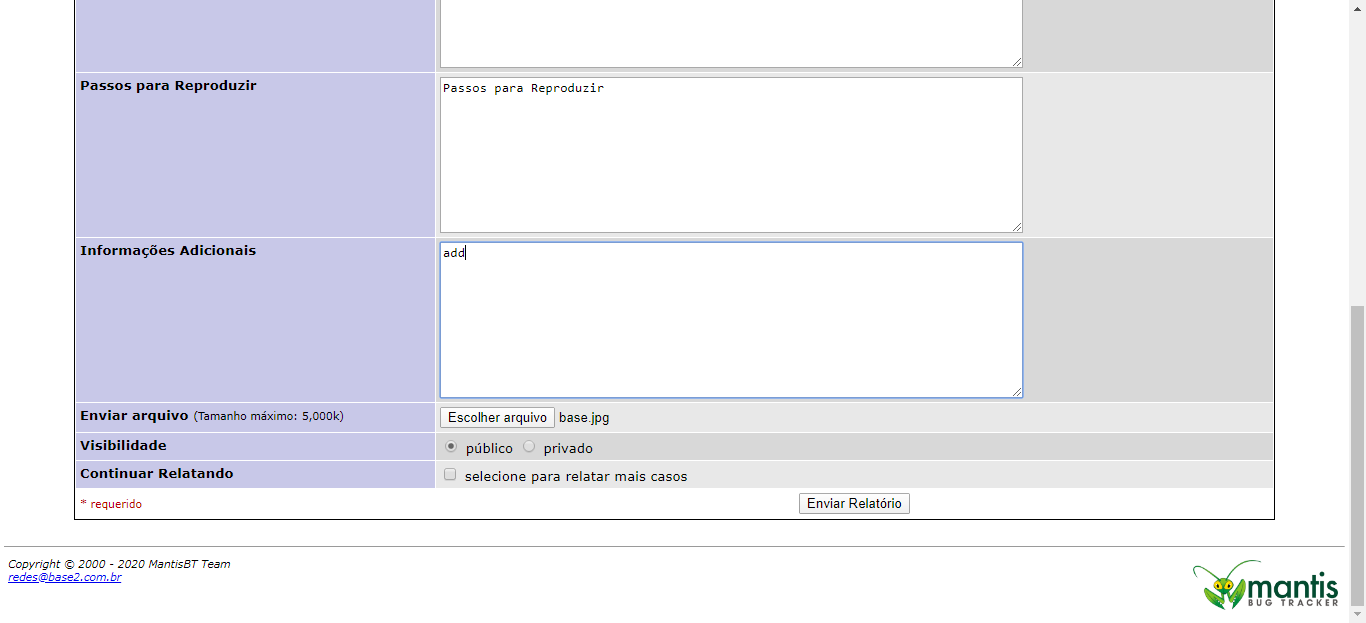 Passos para Reproduzir
Passos para Reproduzir
Informações Adicionais
add
Enviar arquivo (Tamanho máximo: 5,000k)
Escolher arquivo base.jpg
Visibilidade
público privado
Continuar Relatando
selecione para relatar mais casos
* requerido
Enviar Relatório
Copyright © 2000 - 2020 MantisBT Team
redes@base2.com.br
mantis
BUG TRACKER